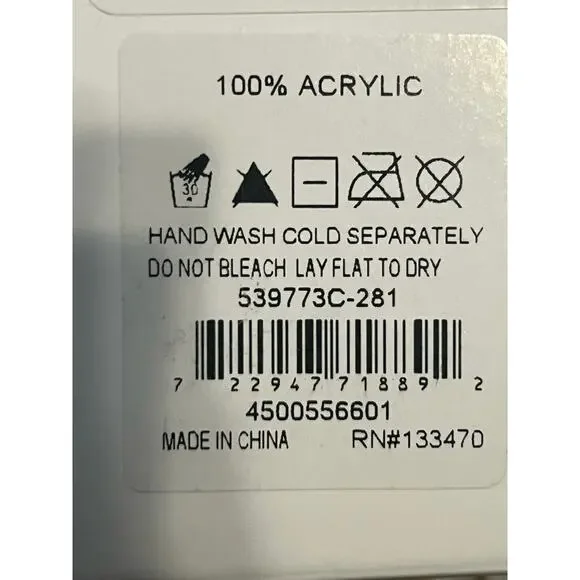 100% ACRYLIC
30
HAND WASH COLD SEPARATELY
DO NOT BLEACH LAY FLAT TO DRY
539773C-281
7 22947 71889 2
4500556601
MADE IN CHINA RN#133470